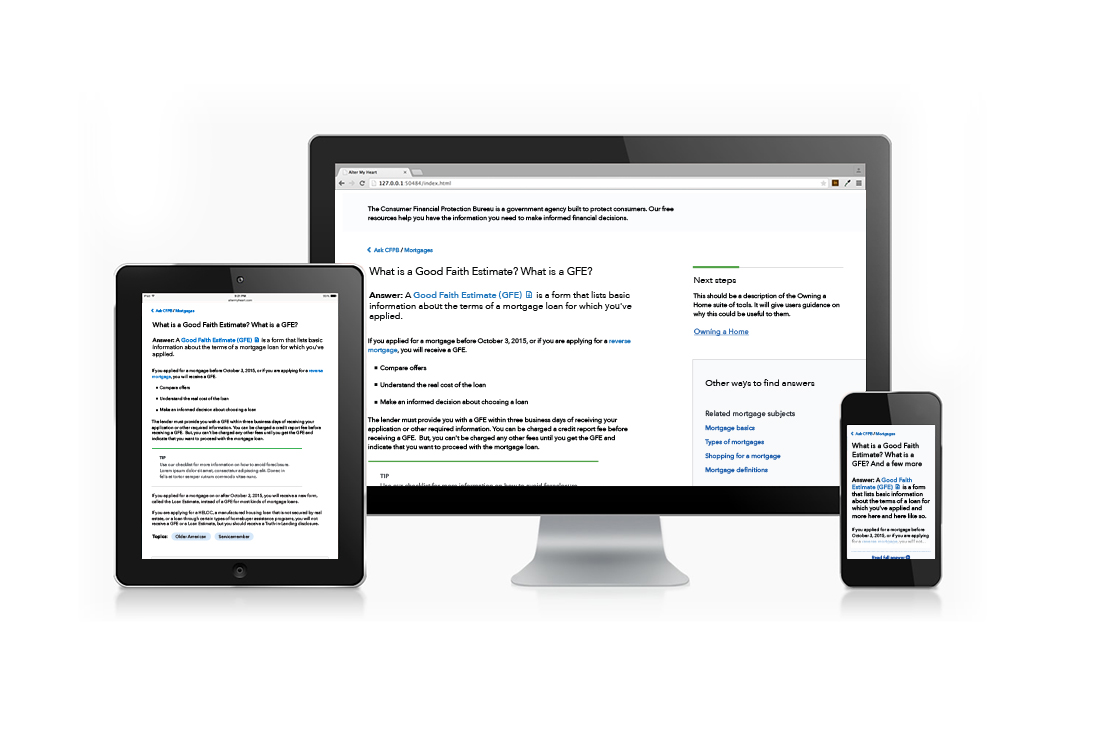 Alter My Heart
127.0.0.1:50484/index.html
The Consumer Financial Protection Bureau is a government agency built to protect consumers. Our free
resources help you have the information you need to make informed financial decisions.
Ask CFPB / Mortgages
What is a Good Faith Estimate? What is a GFE?
Answer: A Good Faith Estimate (GFE) is a form that lists basic
information about the terms of a mortgage loan for which you've
applied.
If you applied for a mortgage before October 3, 2015, or if you are applying for a reverse
mortgage, you will receive a GFE.
Compare offers
Understand the real cost of the loan
Make an informed decision about choosing a loan
The lender must provide you with a GFE within three business days of receiving your
application or other required information. You can be charged a credit report fee before
receiving a GFE. But, you can't be charged any other fees until you get the GFE and
indicate that you want to proceed with the mortgage loan.
TIP
Use our checklist for more information on how to avoid foreclosure.
Next steps
This should be a description of the Owning a
Home suite of tools. It will give users guidance on
why this could be useful to them.
Owning a Home
Other ways to find answers
Related mortgage subjects
Mortgage basics
Types of mortgages
Shopping for a mortgage
Mortgage definitions
iPad
Ask CFPB / Mortgages
What is a Good Faith Estimate? What is a GFE?
Answer: A Good Faith Estimate (GFE) is a form that lists basic
information about the terms of a mortgage loan for which you've
applied.
If you applied for a mortgage before October 3, 2015, or if you are applying for a reverse
mortgage, you will receive a GFE.
Compare offers
Understand the real cost of the loan
Make an informed decision about choosing a loan
The lender must provide you with a GFE within three business days of receiving your
application or other required information. You can be charged a credit report fee before
receiving a GFE. But, you can't be charged any other fees until you get the GFE and
indicate that you want to proceed with the mortgage loan.
TIP
Use our checklist for more information on how to avoid foreclosure.
Lorem ipsum dolor sit amet, consectetur adipiscing elit. Donec in
felis et tortor semper rutrum commodo vitae nunc.
If you applied for a mortgage on or after October 3, 2015, you will receive a new form,
called the Loan Estimate, instead of a GFE for most kinds of mortgage loans.
If you are applying for a HELOC, a manufactured housing loan that is not secured by real
estate, or a loan through certain types of homebuyer assistance programs, you will not
receive a GFE or a Loan Estimate, but you should receive a Truth-in-Lending disclosure.
Topics: Older American Servicemember
Ask CFPB / Mortgages
What is a Good Faith
Estimate? What is a
GFE? And a few more
Answer: A Good Faith
Estimate (GFE) is a form
that lists basic information
about the terms of a
mortgage loan for which
you've applied and
more here and here like so.
If you applied for a mortgage before
October 3, 2015, or if you are applying
for a reverse mortgage, you will not
Read full answer